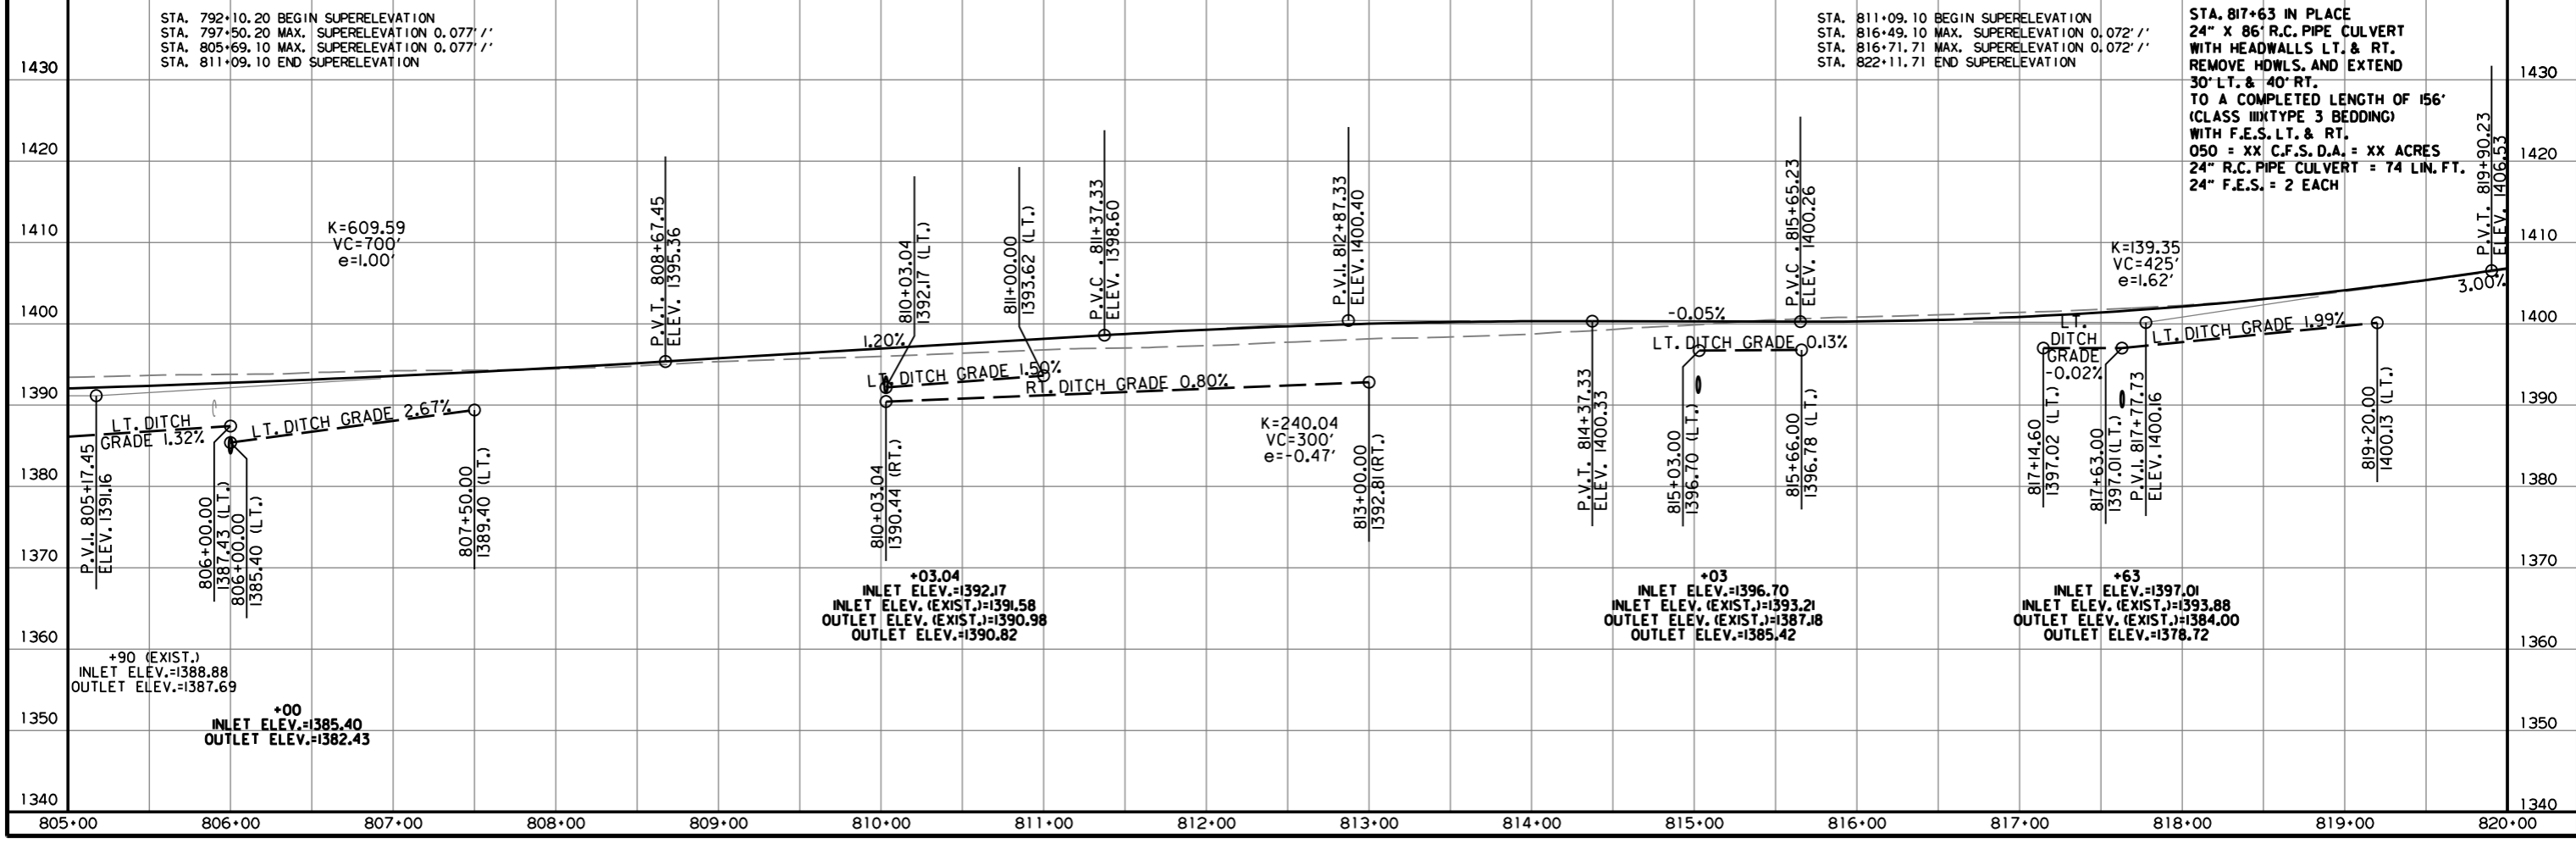 STA. 792+10.20 BEGIN SUPERELEVATION
STA. 797+50.20 MAX. SUPERELEVATION 0.077'/'
STA. 805+69.10 MAX. SUPERELEVATION 0.077'/'
STA. 811+09.10 END SUPERELEVATION
STA. 811+09.10 BEGIN SUPERELEVATION
STA. 816+49.10 MAX. SUPERELEVATION 0.072'/'
STA. 816+71.71 MAX. SUPERELEVATION 0.072'/'
STA. 822+11.71 END SUPERELEVATION
STA. 817+63 IN PLACE
24" X 86' R.C. PIPE CULVERT
WITH HEADWALLS LT. & RT.
REMOVE HDWLS. AND EXTEND
30' LT. & 40' RT.
TO A COMPLETED LENGTH OF 156'
(CLASS III)(TYPE 3 BEDDING)
WITH F.E.S. LT. & RT.
Q50 = XX C.F.S. D.A. = XX ACRES
24" R.C. PIPE CULVERT = 74 LIN. FT.
24" F.E.S. = 2 EACH
1430
1420
1410
1400
1390
1380
1370
1360
1350
1340
K=609.59
VC=700'
e=1.00'
P.V.T. 808+67.45
ELEV. 1395.36
810+03.04
1392.17 (LT.)
811+00.00
1393.62 (LT.)
P.V.C . 811+37.33
ELEV. 1398.60
P.V.I. 812+87.33
ELEV. 1400.40
P.V.C . 815+65.23
ELEV. 1400.26
K=139.35
VC=425'
e=1.62'
P.V.T. 819+90.23
ELEV. 1406.53
1.20%
-0.05%
3.00%
LT. DITCH
GRADE 1.32%
LT. DITCH GRADE 2.67%
LT. DITCH GRADE 1.50%
RT. DITCH GRADE 0.80%
LT. DITCH GRADE 0.13%
LT.
DITCH
GRADE
-0.02%
LT. DITCH GRADE 1.99%
P.V.I. 805+17.45
ELEV. 1391.16
806+00.00
1387.43 (LT.)
806+00.00
1385.40 (LT.)
807+50.00
1389.40 (LT.)
810+03.04
1390.44 (RT.)
K=240.04
VC=300'
e=-0.47'
813+00.00
1392.81 (RT.)
P.V.T. 814+37.33
ELEV. 1400.33
815+03.00
1396.70 (LT.)
815+66.00
1396.78 (LT.)
817+14.60
1397.02 (LT.)
817+63.00
1397.01 (LT.)
P.V.I. 817+77.73
ELEV. 1400.16
819+20.00
1400.13 (LT.)
+90 (EXIST.)
INLET ELEV.=1388.88
OUTLET ELEV.=1387.69
+00
INLET ELEV.=1385.40
OUTLET ELEV.=1382.43
+03.04
INLET ELEV.=1392.17
INLET ELEV. (EXIST.)=1391.58
OUTLET ELEV. (EXIST.)=1390.98
OUTLET ELEV.=1390.82
+03
INLET ELEV.=1396.70
INLET ELEV. (EXIST.)=1393.21
OUTLET ELEV. (EXIST.)=1387.18
OUTLET ELEV.=1385.42
+63
INLET ELEV.=1397.01
INLET ELEV. (EXIST.)=1393.88
OUTLET ELEV. (EXIST.)=1384.00
OUTLET ELEV.=1378.72
1430
1420
1410
1400
1390
1380
1370
1360
1350
1340
805+00 806+00 807+00 808+00 809+00 810+00 811+00 812+00 813+00 814+00 815+00 816+00 817+00 818+00 819+00 820+00